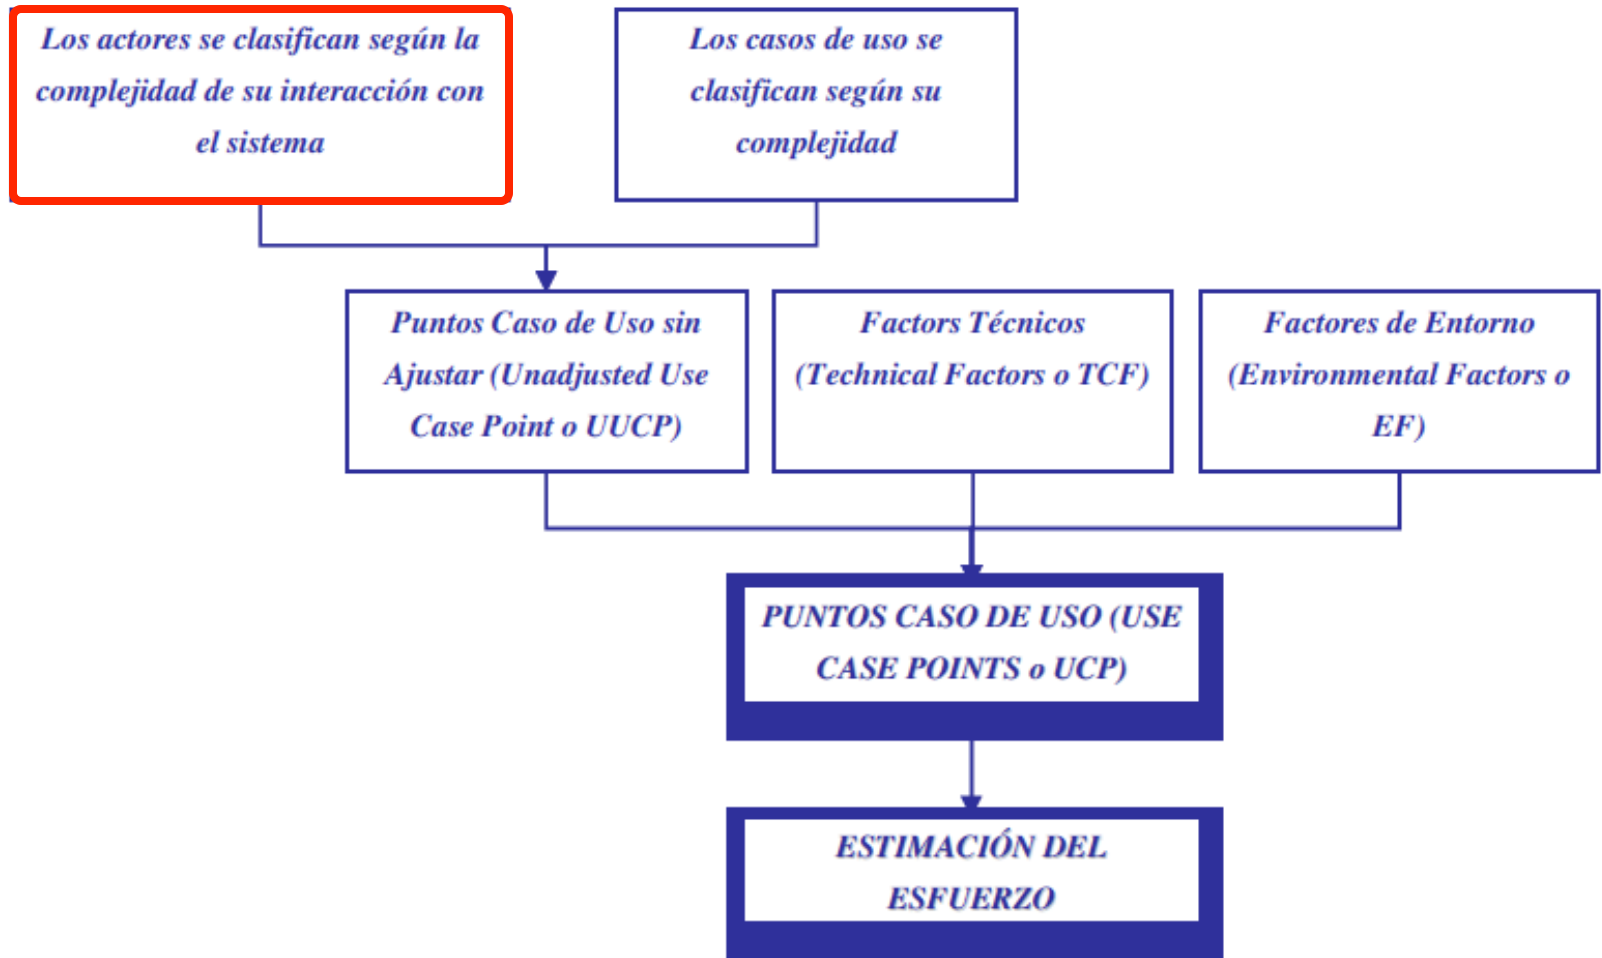 Los actores se clasifican según la
complejidad de su interacción con
el sistema
Los casos de uso se
clasifican según su
complejidad
Puntos Caso de Uso sin
Ajustar (Unadjusted Use
Case Point o UUCP)
Factors Técnicos
(Technical Factors o TCF)
Factores de Entorno
(Environmental Factors o
EF)
PUNTOS CASO DE USO (USE
CASE POINTS o UCP)
ESTIMACIÓN DEL
ESFUERZO